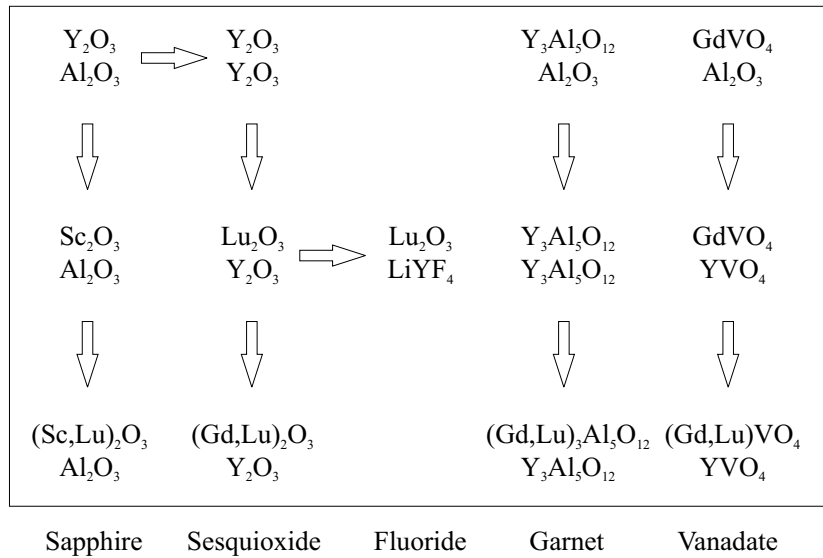 Y₂O₃ Y₂O₃ Y₃Al₅O₁₂ GdVO₄
Al₂O₃ Y₂O₃ Al₂O₃ Al₂O₃
Sc₂O₃ Lu₂O₃ Lu₂O₃ Y₃Al₅O₁₂ GdVO₄
Al₂O₃ Y₂O₃ LiYF₄ Y₃Al₅O₁₂ YVO₄
(Sc,Lu)₂O₃ (Gd,Lu)₂O₃ (Gd,Lu)₃Al₅O₁₂ (Gd,Lu)VO₄
Al₂O₃ Y₂O₃ Y₃Al₅O₁₂ YVO₄
Sapphire Sesquioxide Fluoride Garnet Vanadate